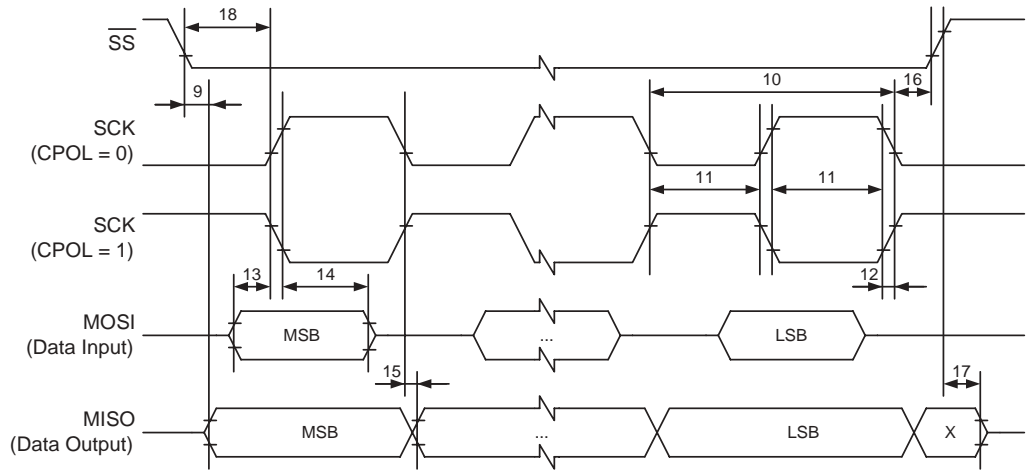 18
SS
9
10
16
SCK
(CPOL = 0)
11
11
SCK
(CPOL = 1)
13
14
12
MOSI
(Data Input)
MSB
...
LSB
15
17
MISO
(Data Output)
MSB
...
LSB
X